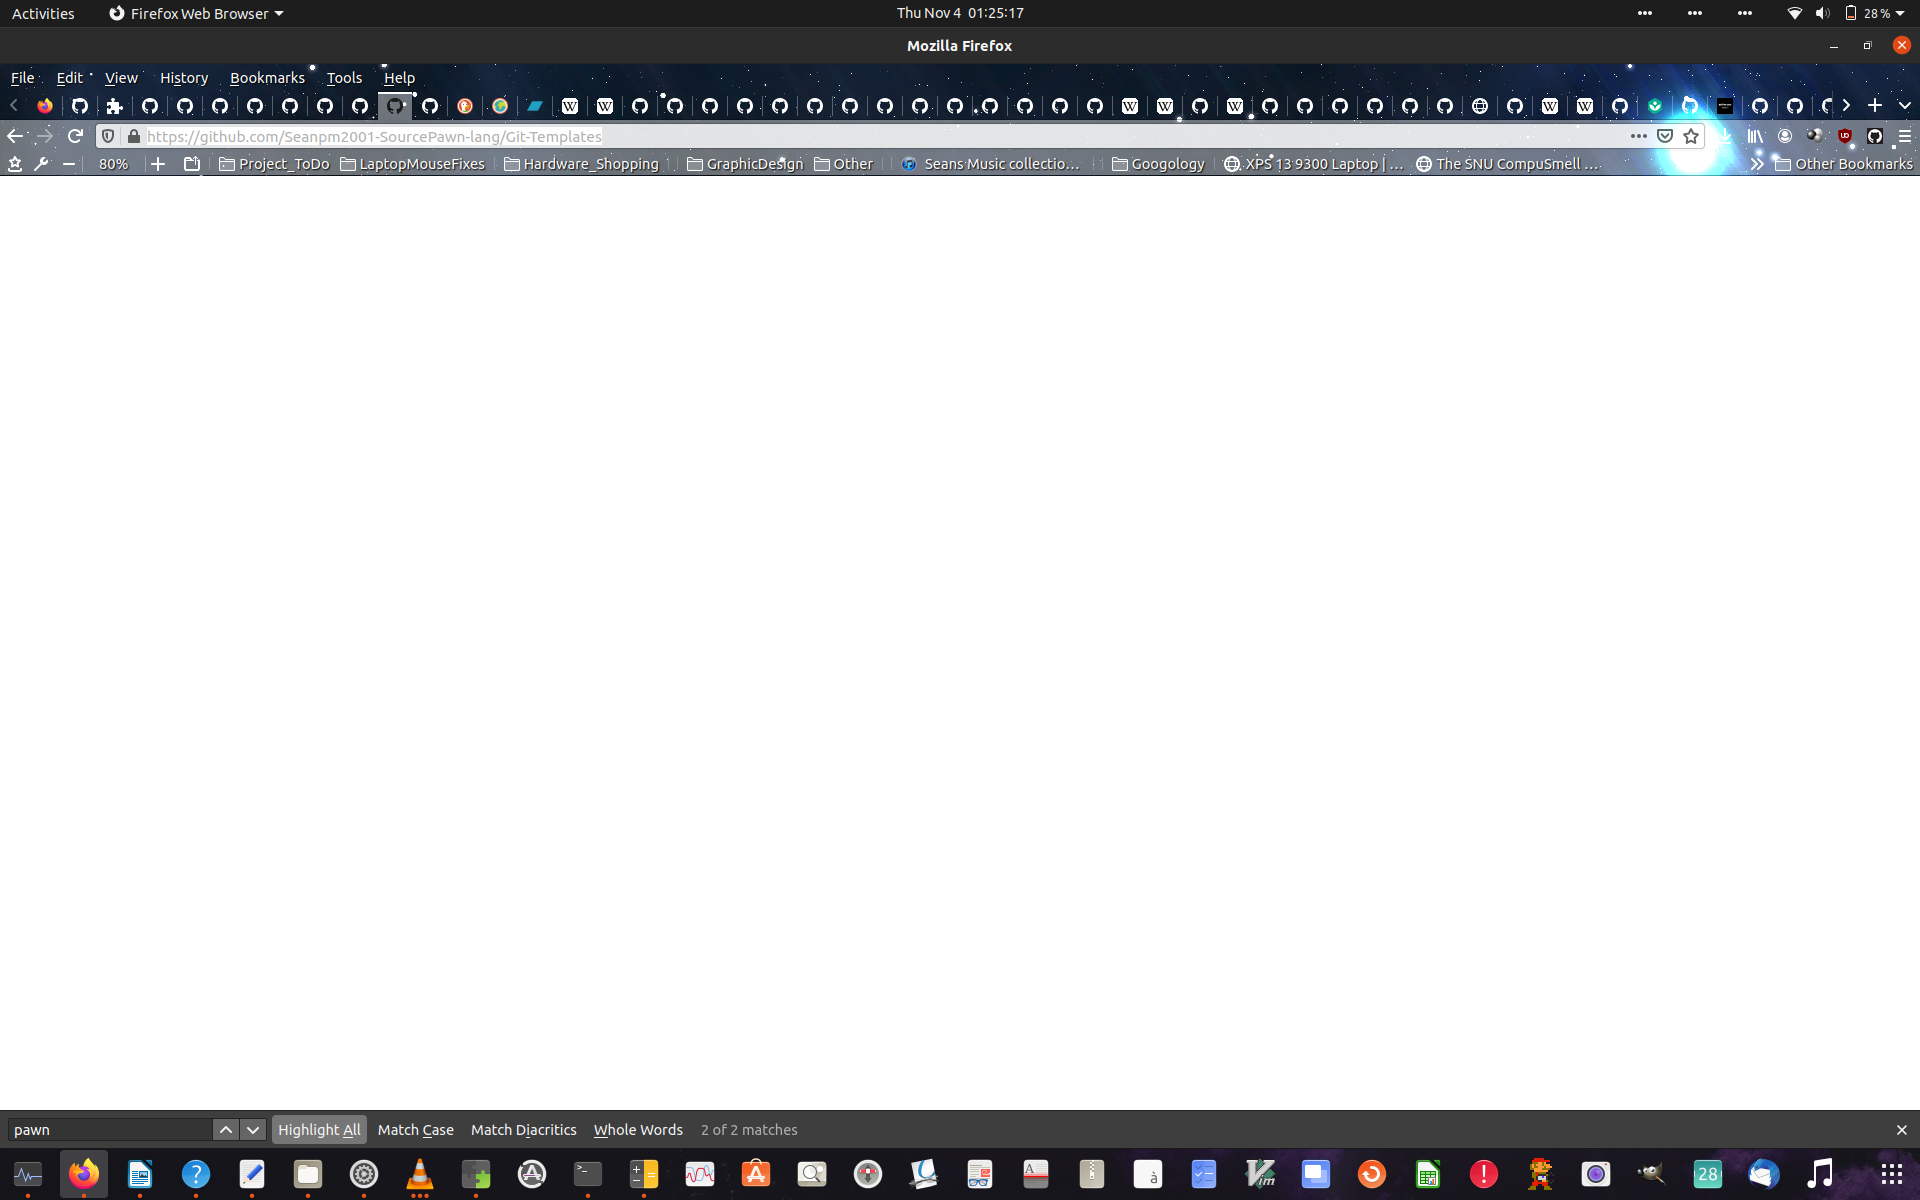 Activities Firefox Web Browser Thu Nov 4 01:25:17 28 %
Mozilla Firefox
File Edit View History Bookmarks Tools Help
https://github.com/Seanpm2001-SourcePawn-lang/Git-Templates
80% Project_ToDo LaptopMouseFixes Hardware_Shopping GraphicDesign Other Seans Music collectio... Googology XPS 13 9300 Laptop | ... The SNU CompuSmell ... Other Bookmarks
pawn Highlight All Match Case Match Diacritics Whole Words 2 of 2 matches
28